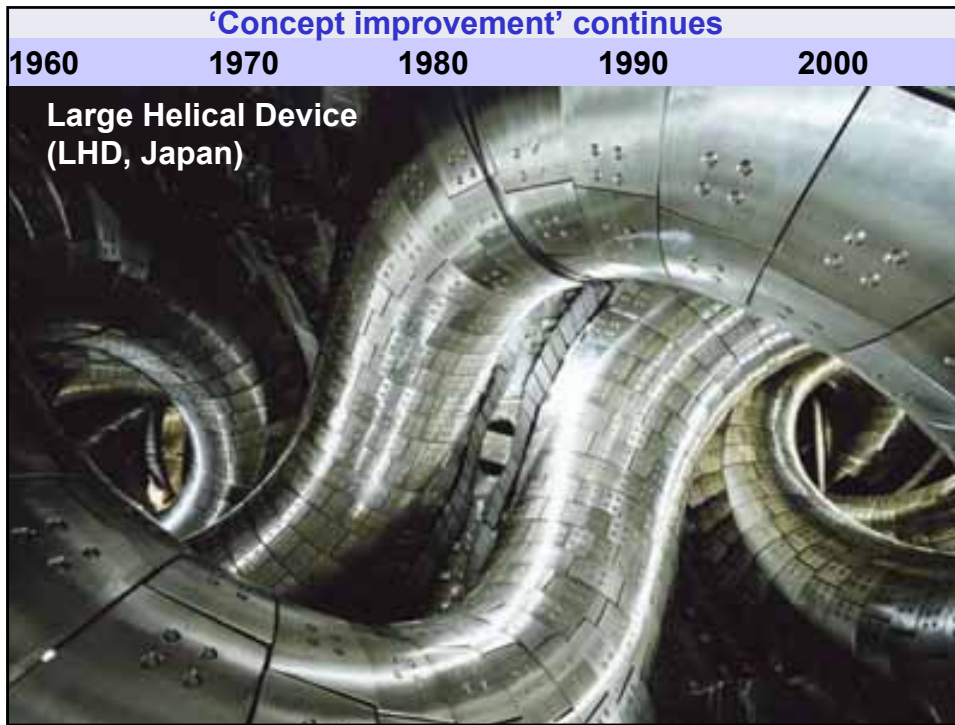 ‘Concept improvement’ continues
1960 1970 1980 1990 2000
Large Helical Device
(LHD, Japan)